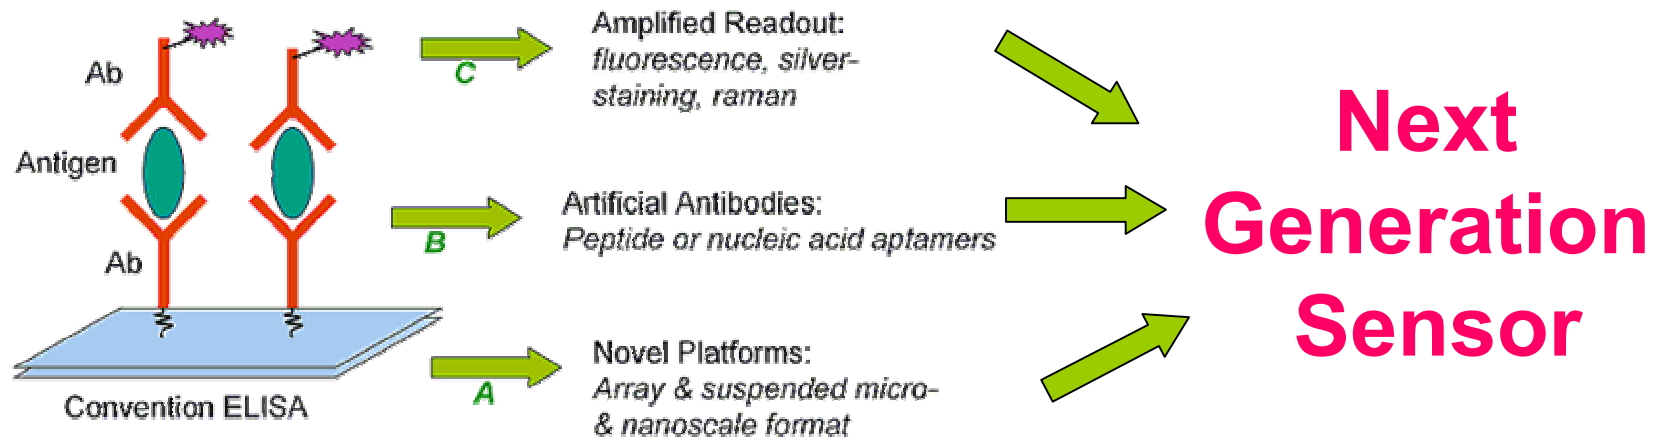 Ab
Antigen
Ab
Convention ELISA
C
Amplified Readout:
fluorescence, silver-
staining, raman
B
Artificial Antibodies:
Peptide or nucleic acid aptamers
A
Novel Platforms:
Array & suspended micro-
& nanoscale format
Next
Generation
Sensor